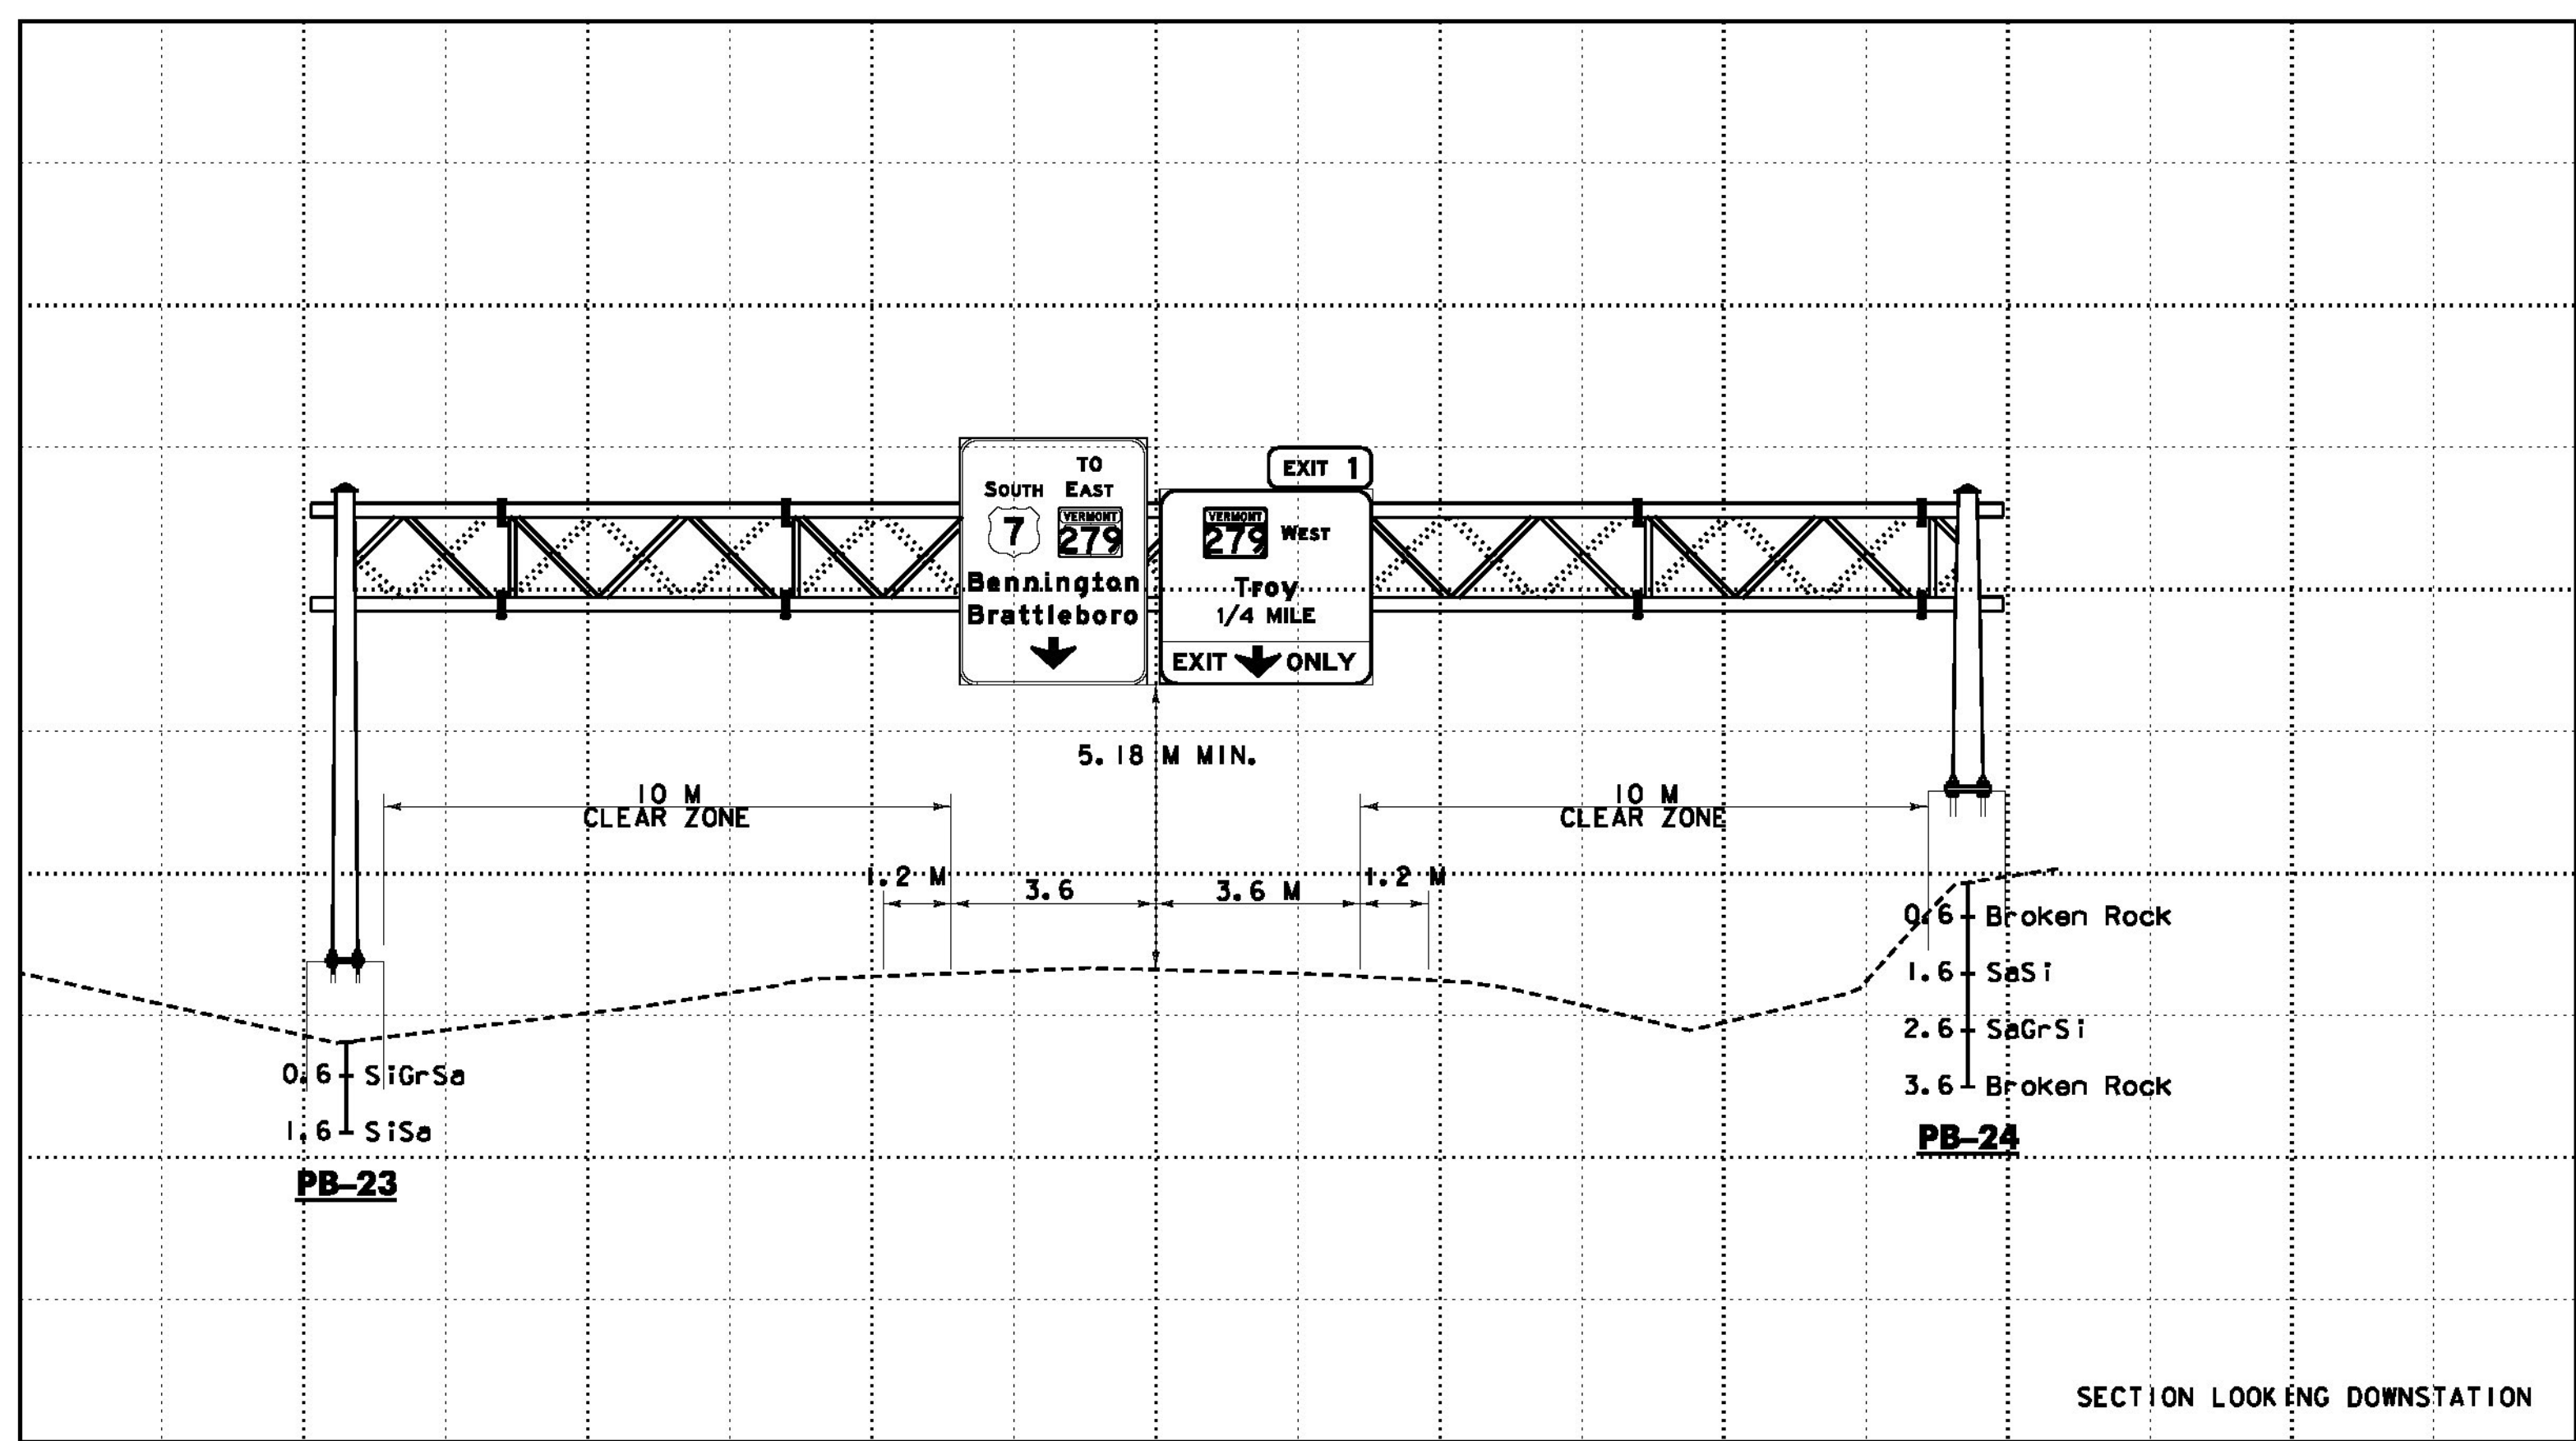 TO
SOUTH EAST
7 VERMONT 279
Bennington
Brattleboro
EXIT 1
VERMONT 279 WEST
Troy
1/4 MILE
EXIT ONLY
5.18 M MIN.
10 M
CLEAR ZONE
10 M
CLEAR ZONE
1.2 M
3.6
3.6 M
1.2 M
0.6 SiGrSa
1.6 SiSa
PB-23
0.6 Broken Rock
1.6 SaSi
2.6 SaGrSi
3.6 Broken Rock
PB-24
SECTION LOOKING DOWNSTATION